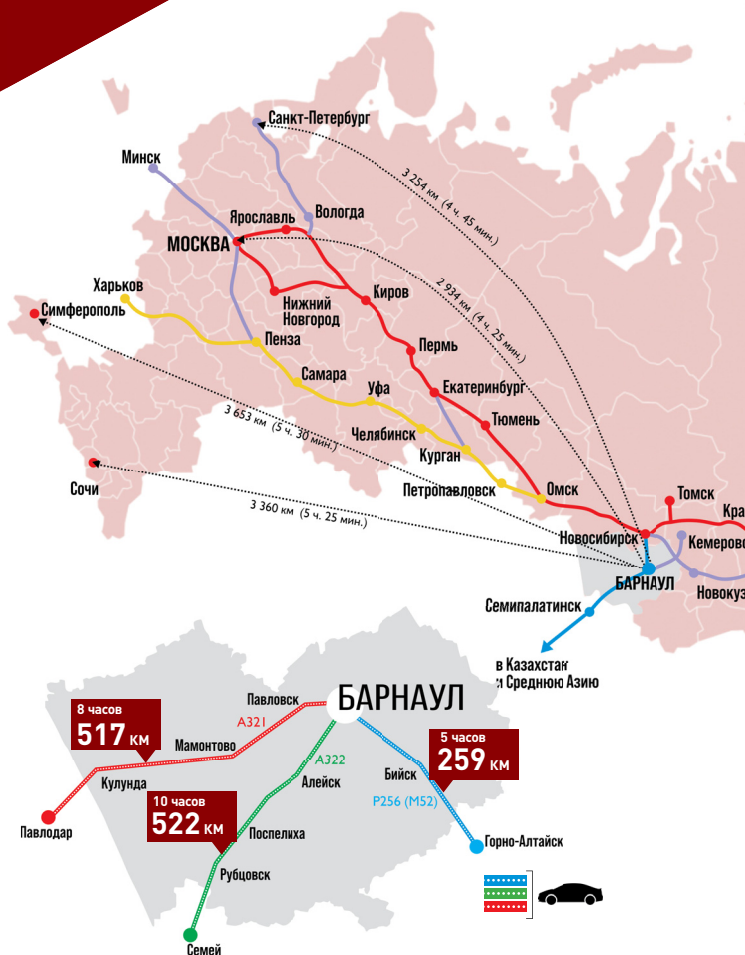 Санкт-Петербург
Минск
3 254 км (4 ч. 45 мин.)
Ярославль
Вологда
МОСКВА
2 934 км (4 ч. 25 мин.)
Харьков
Симферополь
Нижний
Новгород
Киров
Пенза
Пермь
Самара
Уфа
Екатеринбург
3 653 км (5 ч. 30 мин.)
Челябинск
Тюмень
Курган
Сочи
Петропавловск
Омск
Томск
3 360 км (5 ч. 25 мин.)
Кра
Новосибирск
Кемерово
БАРНАУЛ
Новокуз
Семипалатинск
в Казахстан
и Среднюю Азию
БАРНАУЛ
Павловск
8 часов
517 КМ
А321
Мамонтово
Кулунда
Павлодар
А322
Алейск
10 часов
522 КМ
Поспелиха
Рубцовск
Семей
5 часов
259 КМ
Бийск
Р256 (М52)
Горно-Алтайск